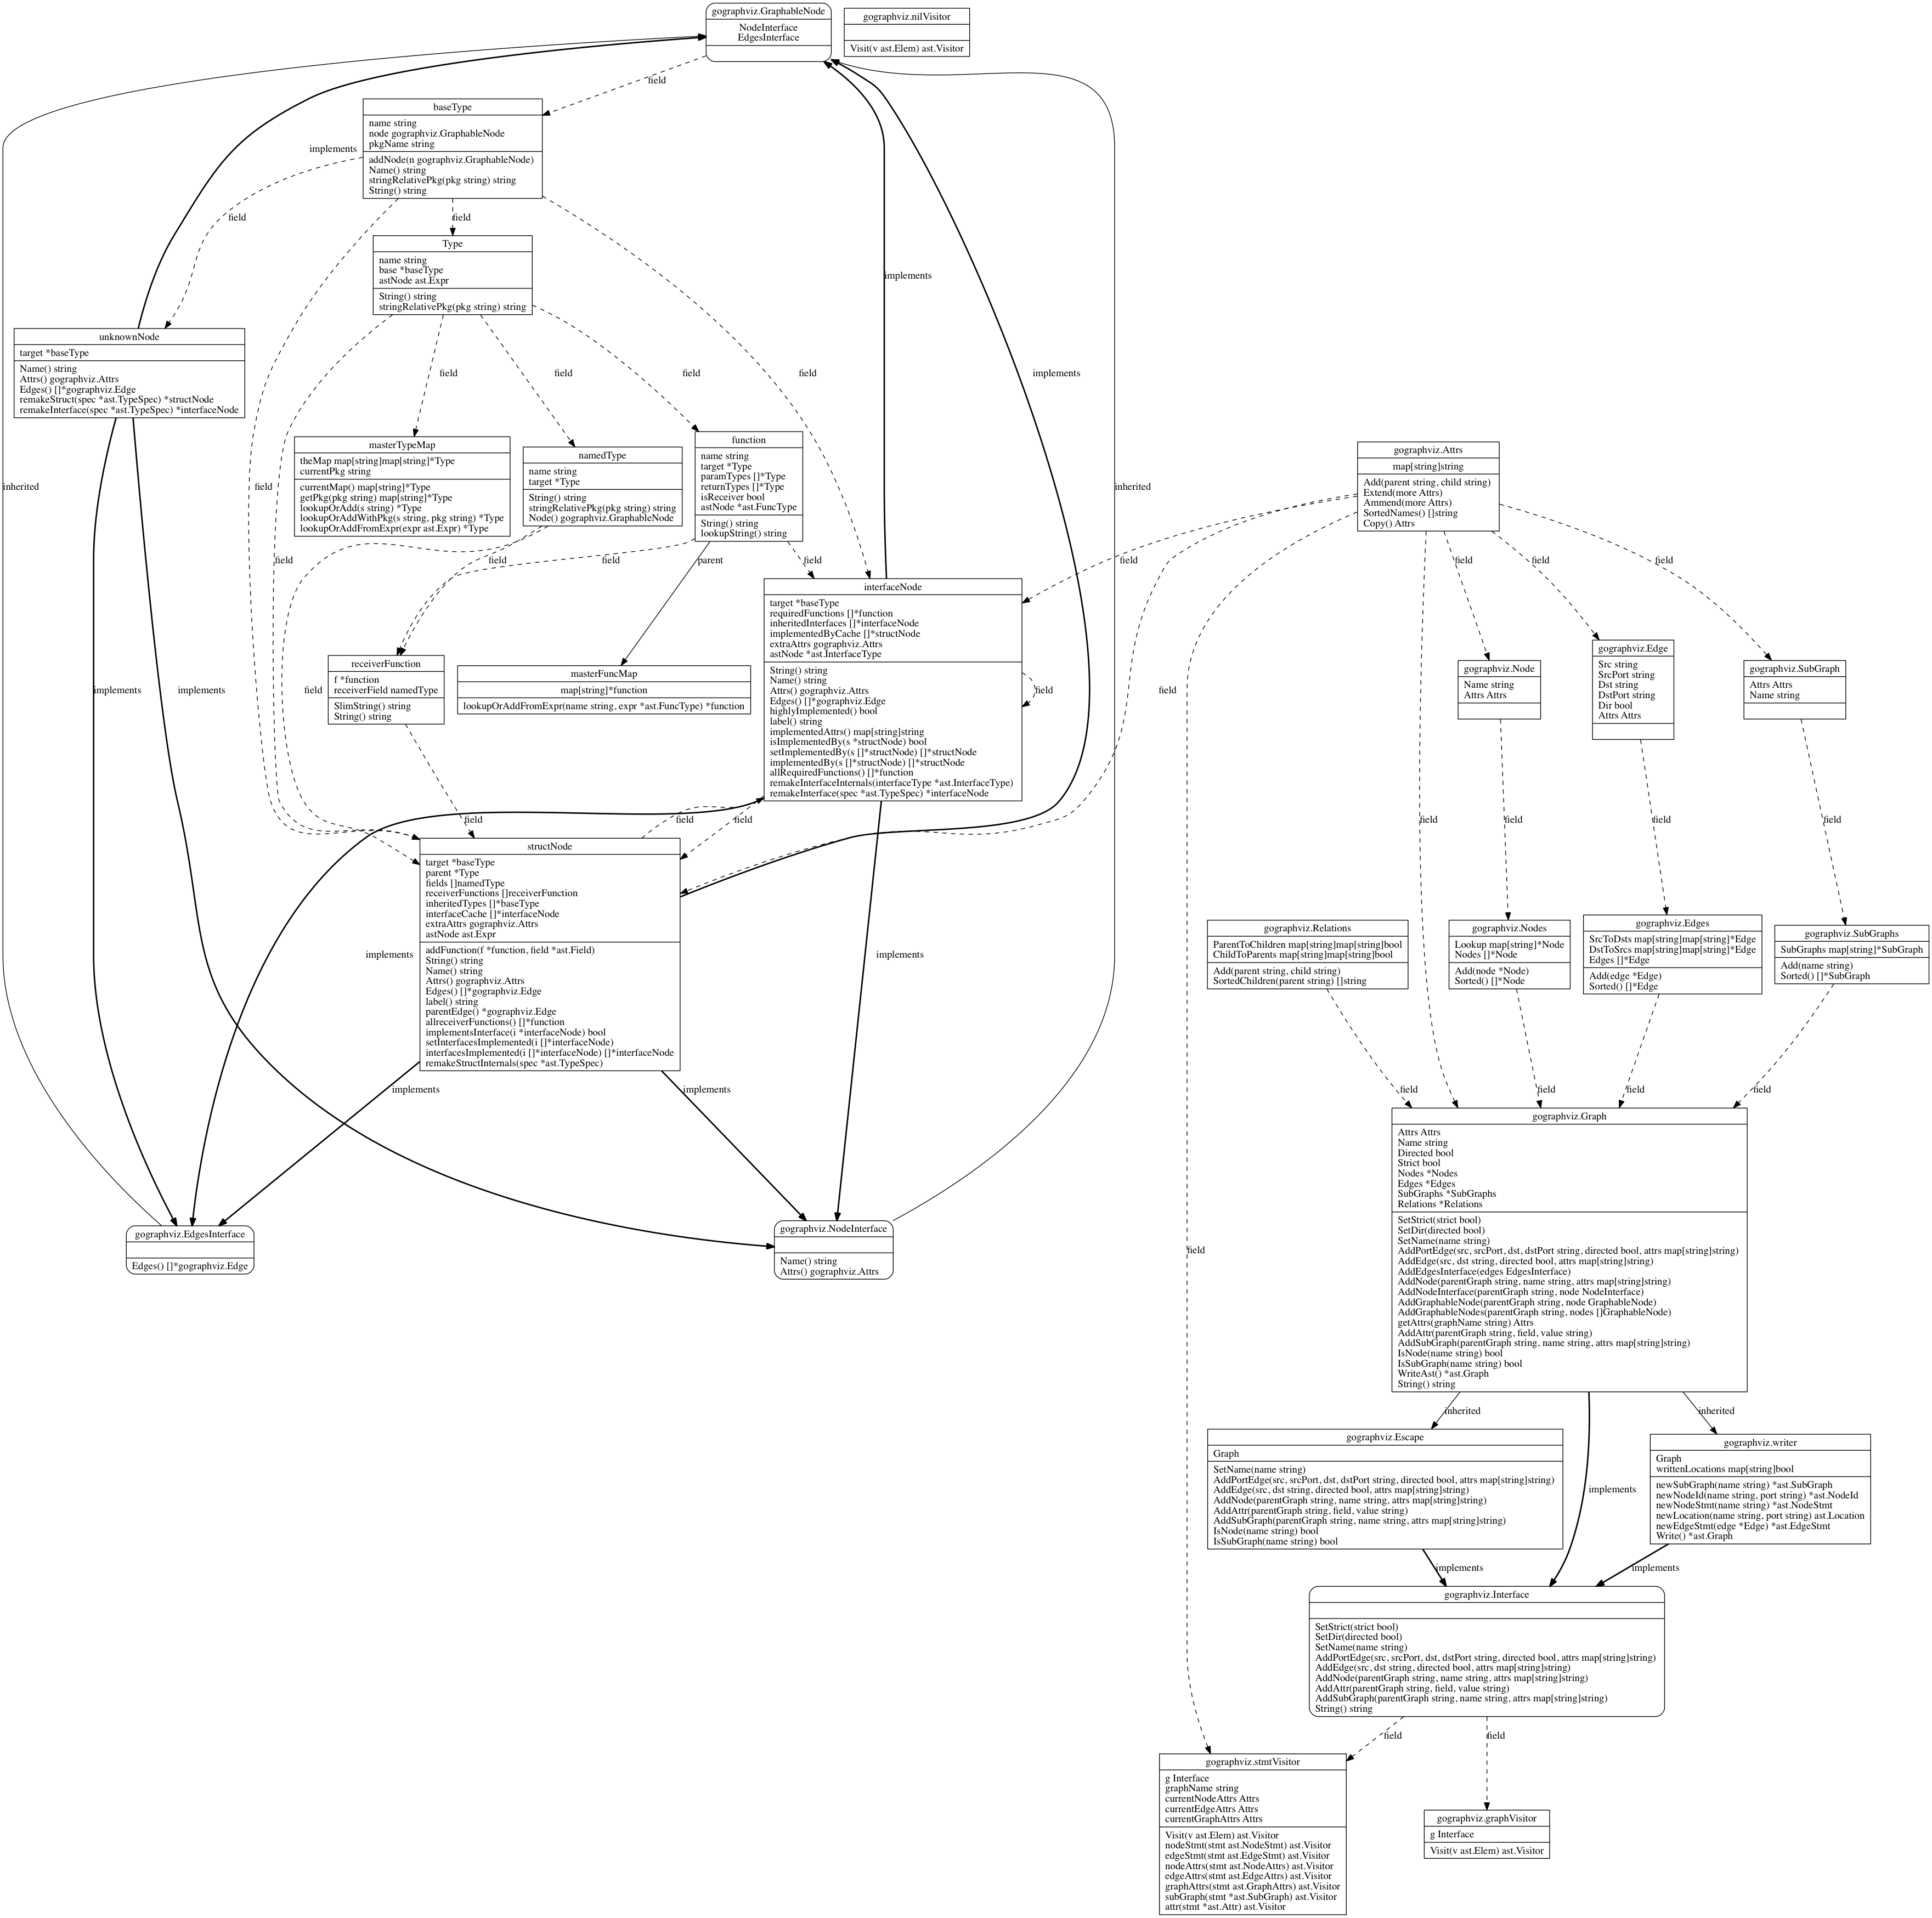 gographviz.GraphableNode
NodeInterface
EdgesInterface
gographviz.nilVisitor
Visit(v ast.Elem) ast.Visitor
field
baseType
name string
node gographviz.GraphableNode
pkgName string
addNode(n gographviz.GraphableNode)
Name() string
stringRelativePkg(pkg string) string
String() string
implements
field
field
Type
name string
base *baseType
astNode ast.Expr
String() string
stringRelativePkg(pkg string) string
implements
unknownNode
target *baseType
Name() string
Attrs() gographviz.Attrs
Edges() []*gographviz.Edge
remakeStruct(spec *ast.TypeSpec) *structNode
remakeInterface(spec *ast.TypeSpec) *interfaceNode
field
field
field
field
implements
masterTypeMap
theMap map[string]map[string]*Type
currentPkg string
currentMap() map[string]*Type
getPkg(pkg string) map[string]*Type
lookupOrAdd(s string) *Type
lookupOrAddWithPkg(s string, pkg string) *Type
lookupOrAddFromExpr(expr ast.Expr) *Type
namedType
name string
target *Type
String() string
stringRelativePkg(pkg string) string
Node() gographviz.GraphableNode
function
name string
target *Type
paramTypes []*Type
returnTypes []*Type
isReceiver bool
astNode *ast.FuncType
String() string
lookupString() string
gographviz.Attrs
map[string]string
Add(parent string, child string)
Extend(more Attrs)
Ammend(more Attrs)
SortedNames() []string
Copy() Attrs
inherited
field
inherited
field
field
field
parent
field
field
field
field
field
interfaceNode
target *baseType
requiredFunctions []*function
inheritedInterfaces []*interfaceNode
implementedByCache []*structNode
extraAttrs gographviz.Attrs
astNode *ast.InterfaceType
String() string
Name() string
Attrs() gographviz.Attrs
Edges() []*gographviz.Edge
highlyImplemented() bool
label() string
implementedAttrs() map[string]string
isImplementedBy(s *structNode) bool
setImplementedBy(s []*structNode) []*structNode
implementedBy(s []*structNode) []*structNode
allRequiredFunctions() []*function
remakeInterfaceInternals(interfaceType *ast.InterfaceType)
remakeInterface(spec *ast.TypeSpec) *interfaceNode
receiverFunction
f *function
receiverField namedType
SlimString() string
String() string
masterFuncMap
map[string]*function
lookupOrAddFromExpr(name string, expr *ast.FuncType) *function
gographviz.Node
Name string
Attrs Attrs
gographviz.Edge
Src string
SrcPort string
Dst string
DstPort string
Dir bool
Attrs Attrs
gographviz.SubGraph
Attrs Attrs
Name string
implements
implements
field
field
field
field
field
field
field
field
field
field
structNode
target *baseType
parent *Type
fields []namedType
receiverFunctions []receiverFunction
inheritedTypes []*baseType
interfaceCache []*interfaceNode
extraAttrs gographviz.Attrs
astNode ast.Expr
addFunction(f *function, field *ast.Field)
String() string
Name() string
Attrs() gographviz.Attrs
Edges() []*gographviz.Edge
label() string
parentEdge() *gographviz.Edge
allreceiverFunctions() []*function
implementsInterface(i *interfaceNode) bool
setInterfacesImplemented(i []*interfaceNode)
interfacesImplemented(i []*interfaceNode) []*interfaceNode
remakeStructInternals(spec *ast.TypeSpec)
implements
implements
gographviz.Relations
ParentToChildren map[string]map[string]bool
ChildToParents map[string]map[string]bool
Add(parent string, child string)
SortedChildren(parent string) []string
gographviz.Nodes
Lookup map[string]*Node
Nodes []*Node
Add(node *Node)
Sorted() []*Node
gographviz.Edges
SrcToDsts map[string]map[string]*Edge
DstToSrcs map[string]map[string]*Edge
Edges []*Edge
Add(edge *Edge)
Sorted() []*Edge
gographviz.SubGraphs
SubGraphs map[string]*SubGraph
Add(name string)
Sorted() []*SubGraph
implements
implements
field
field
field
field
gographviz.Graph
Attrs Attrs
Name string
Directed bool
Strict bool
Nodes *Nodes
Edges *Edges
SubGraphs *SubGraphs
Relations *Relations
SetStrict(strict bool)
SetDir(directed bool)
SetName(name string)
AddPortEdge(src, srcPort, dst, dstPort string, directed bool, attrs map[string]string)
AddEdge(src, dst string, directed bool, attrs map[string]string)
AddEdgesInterface(edges EdgesInterface)
AddNode(parentGraph string, name string, attrs map[string]string)
AddNodeInterface(parentGraph string, node NodeInterface)
AddGraphableNode(parentGraph string, node GraphableNode)
AddGraphableNodes(parentGraph string, nodes []GraphableNode)
getAttrs(graphName string) Attrs
AddAttr(parentGraph string, field, value string)
AddSubGraph(parentGraph string, name string, attrs map[string]string)
IsNode(name string) bool
IsSubGraph(name string) bool
WriteAst() *ast.Graph
String() string
gographviz.EdgesInterface
Edges() []*gographviz.Edge
gographviz.NodeInterface
Name() string
Attrs() gographviz.Attrs
field
inherited
inherited
gographviz.Escape
Graph
SetName(name string)
AddPortEdge(src, srcPort, dst, dstPort string, directed bool, attrs map[string]string)
AddEdge(src, dst string, directed bool, attrs map[string]string)
AddNode(parentGraph string, name string, attrs map[string]string)
AddAttr(parentGraph string, field, value string)
AddSubGraph(parentGraph string, name string, attrs map[string]string)
IsNode(name string) bool
IsSubGraph(name string) bool
implements
gographviz.writer
Graph
writtenLocations map[string]bool
newSubGraph(name string) *ast.SubGraph
newNodeId(name string, port string) *ast.NodeId
newNodeStmt(name string) *ast.NodeStmt
newLocation(name string, port string) ast.Location
newEdgeStmt(edge *Edge) *ast.EdgeStmt
Write() *ast.Graph
implements
implements
gographviz.Interface
SetStrict(strict bool)
SetDir(directed bool)
SetName(name string)
AddPortEdge(src, srcPort, dst, dstPort string, directed bool, attrs map[string]string)
AddEdge(src, dst string, directed bool, attrs map[string]string)
AddNode(parentGraph string, name string, attrs map[string]string)
AddAttr(parentGraph string, field, value string)
AddSubGraph(parentGraph string, name string, attrs map[string]string)
String() string
field
field
gographviz.stmtVisitor
g Interface
graphName string
currentNodeAttrs Attrs
currentEdgeAttrs Attrs
currentGraphAttrs Attrs
Visit(v ast.Elem) ast.Visitor
nodeStmt(stmt ast.NodeStmt) ast.Visitor
edgeStmt(stmt ast.EdgeStmt) ast.Visitor
nodeAttrs(stmt ast.NodeAttrs) ast.Visitor
edgeAttrs(stmt ast.EdgeAttrs) ast.Visitor
graphAttrs(stmt ast.GraphAttrs) ast.Visitor
subGraph(stmt *ast.SubGraph) ast.Visitor
attr(stmt *ast.Attr) ast.Visitor
gographviz.graphVisitor
g Interface
Visit(v ast.Elem) ast.Visitor